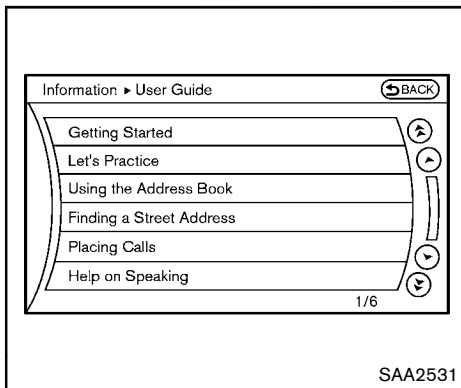 Information ▸ User Guide
BACK
Getting Started
Let's Practice
Using the Address Book
Finding a Street Address
Placing Calls
Help on Speaking
1/6
SAA2531